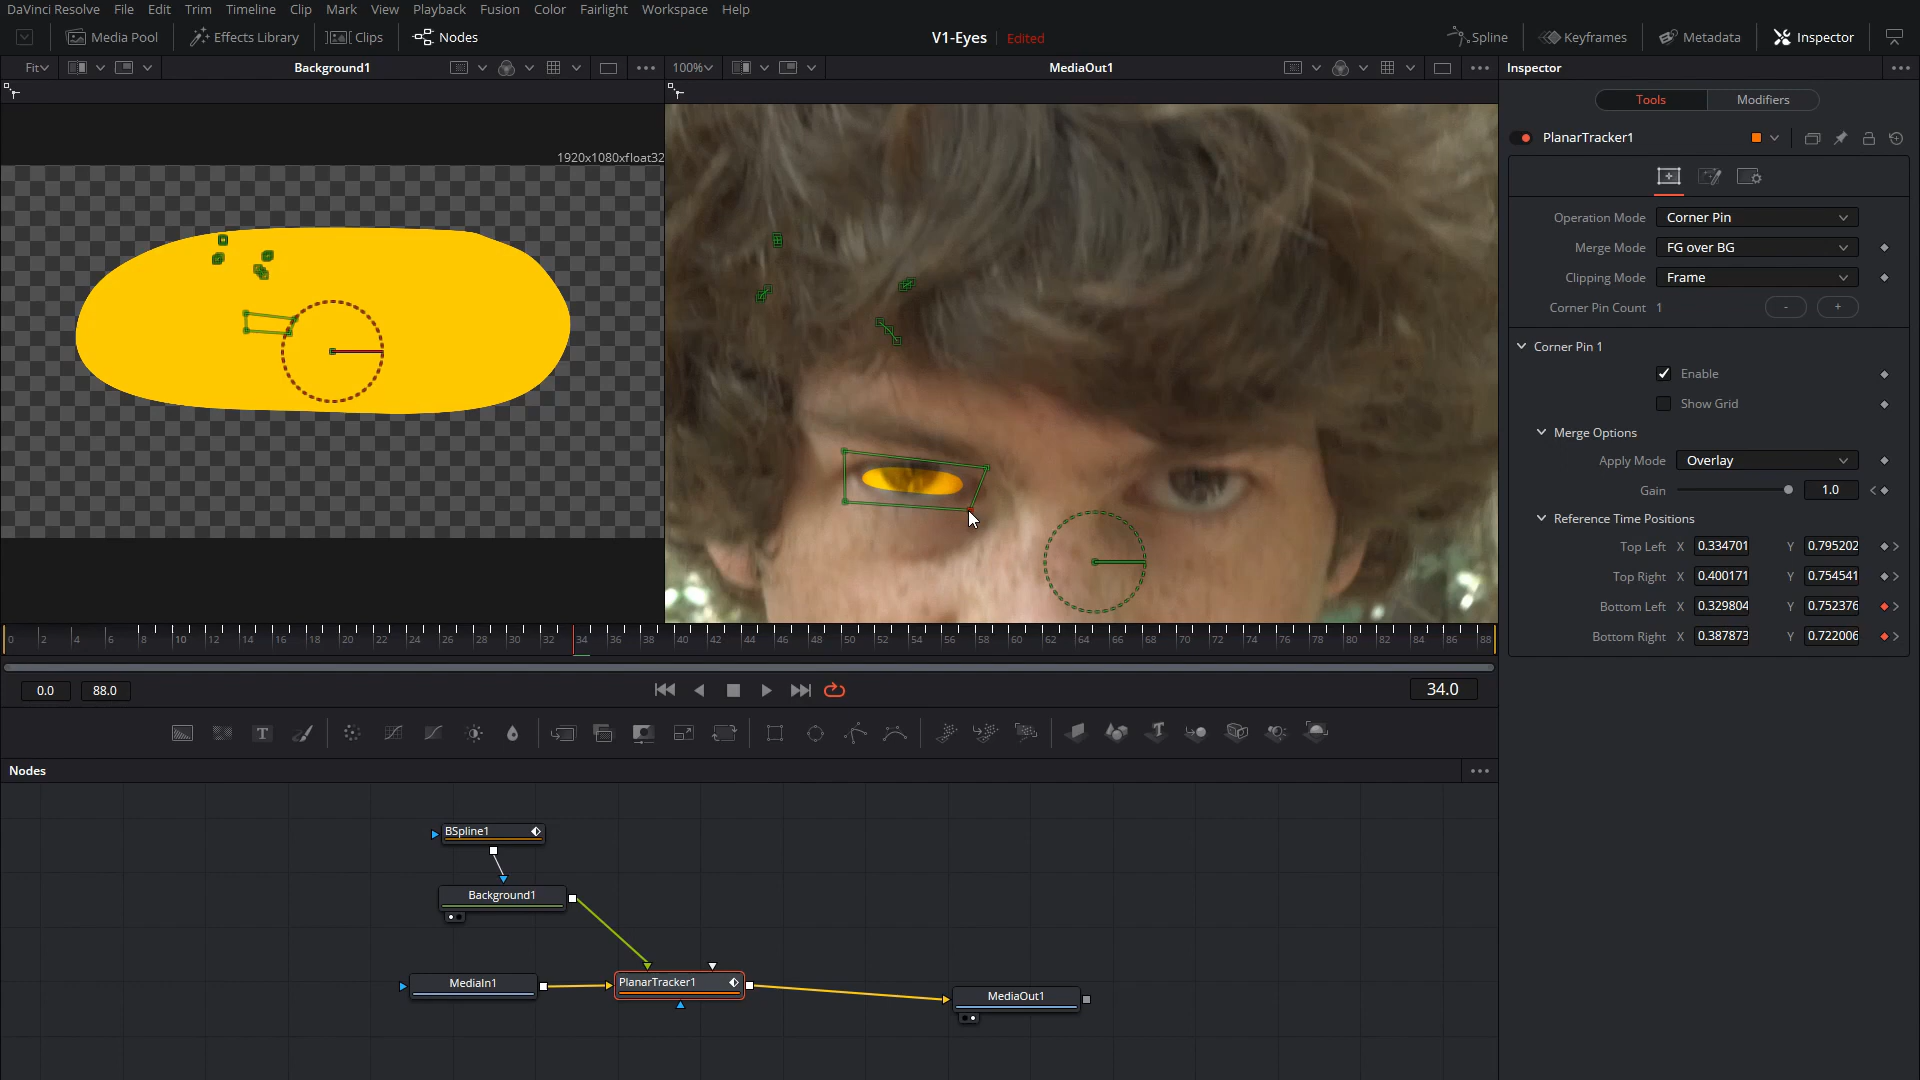 DaVinci Resolve File Edit Trim Timeline Clip Mark View Playback Fusion Color Fairlight Workspace Help
Media Pool Effects Library Clips Nodes V1-Eyes Edited Spline Keyframes Metadata Inspector
Fit Background1 100% MediaOut1 Inspector
Tools Modifiers
PlanarTracker1
1920x1080xfloat32
Operation Mode Corner Pin
Merge Mode FG over BG
Clipping Mode Frame
Corner Pin Count 1 - +
Corner Pin 1
Enable
Show Grid
Merge Options
Apply Mode Overlay
Gain 1.0
Reference Time Positions
Top Left X 0.334701 Y 0.795202
Top Right X 0.400171 Y 0.754541
Bottom Left X 0.329804 Y 0.752376
Bottom Right X 0.387873 Y 0.722006
0 2 4 6 8 10 12 14 16 18 20 22 24 26 28 30 32 34 36 38 40 42 44 46 48 50 52 54 56 58 60 62 64 66 68 70 72 74 76 78 80 82 84 86 88
0.0 88.0 34.0
T T
Nodes
BSpline1
Background1
MediaIn1 PlanarTracker1 MediaOut1